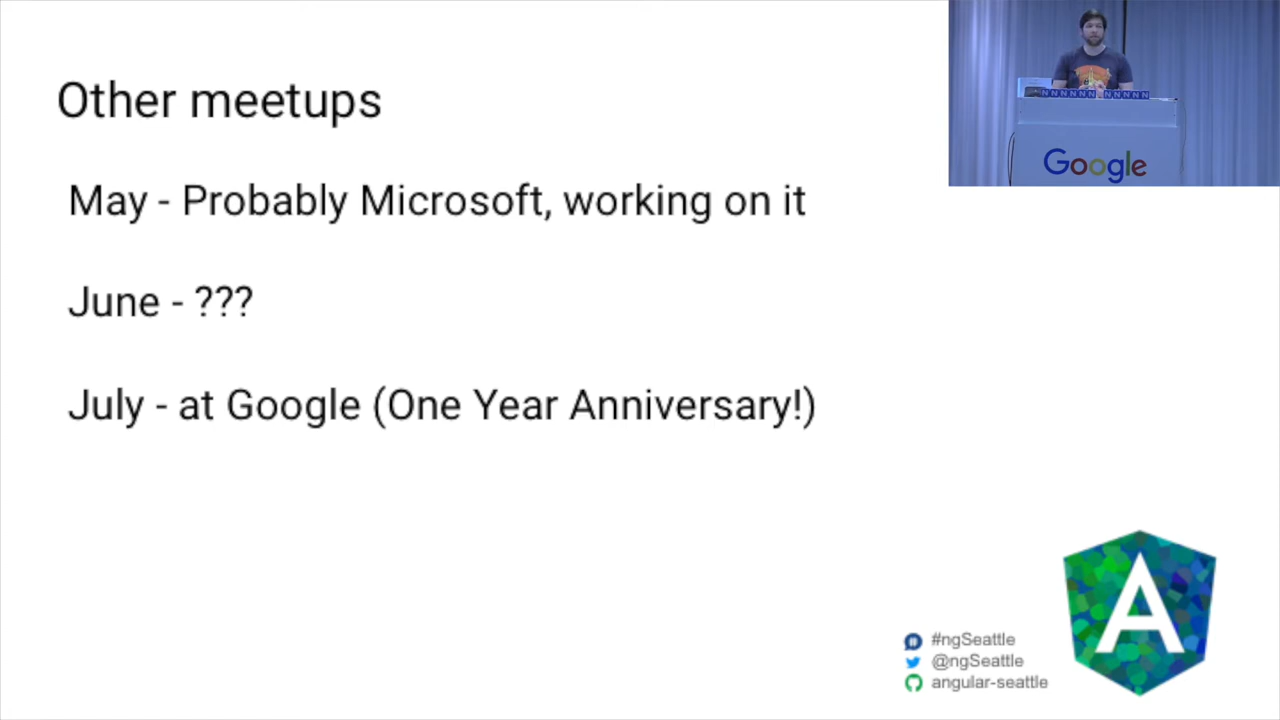 Other meetups
May - Probably Microsoft, working on it
June - ???
July - at Google (One Year Anniversary!)
Google
#ngSeattle
@ngSeattle
angular-seattle
A